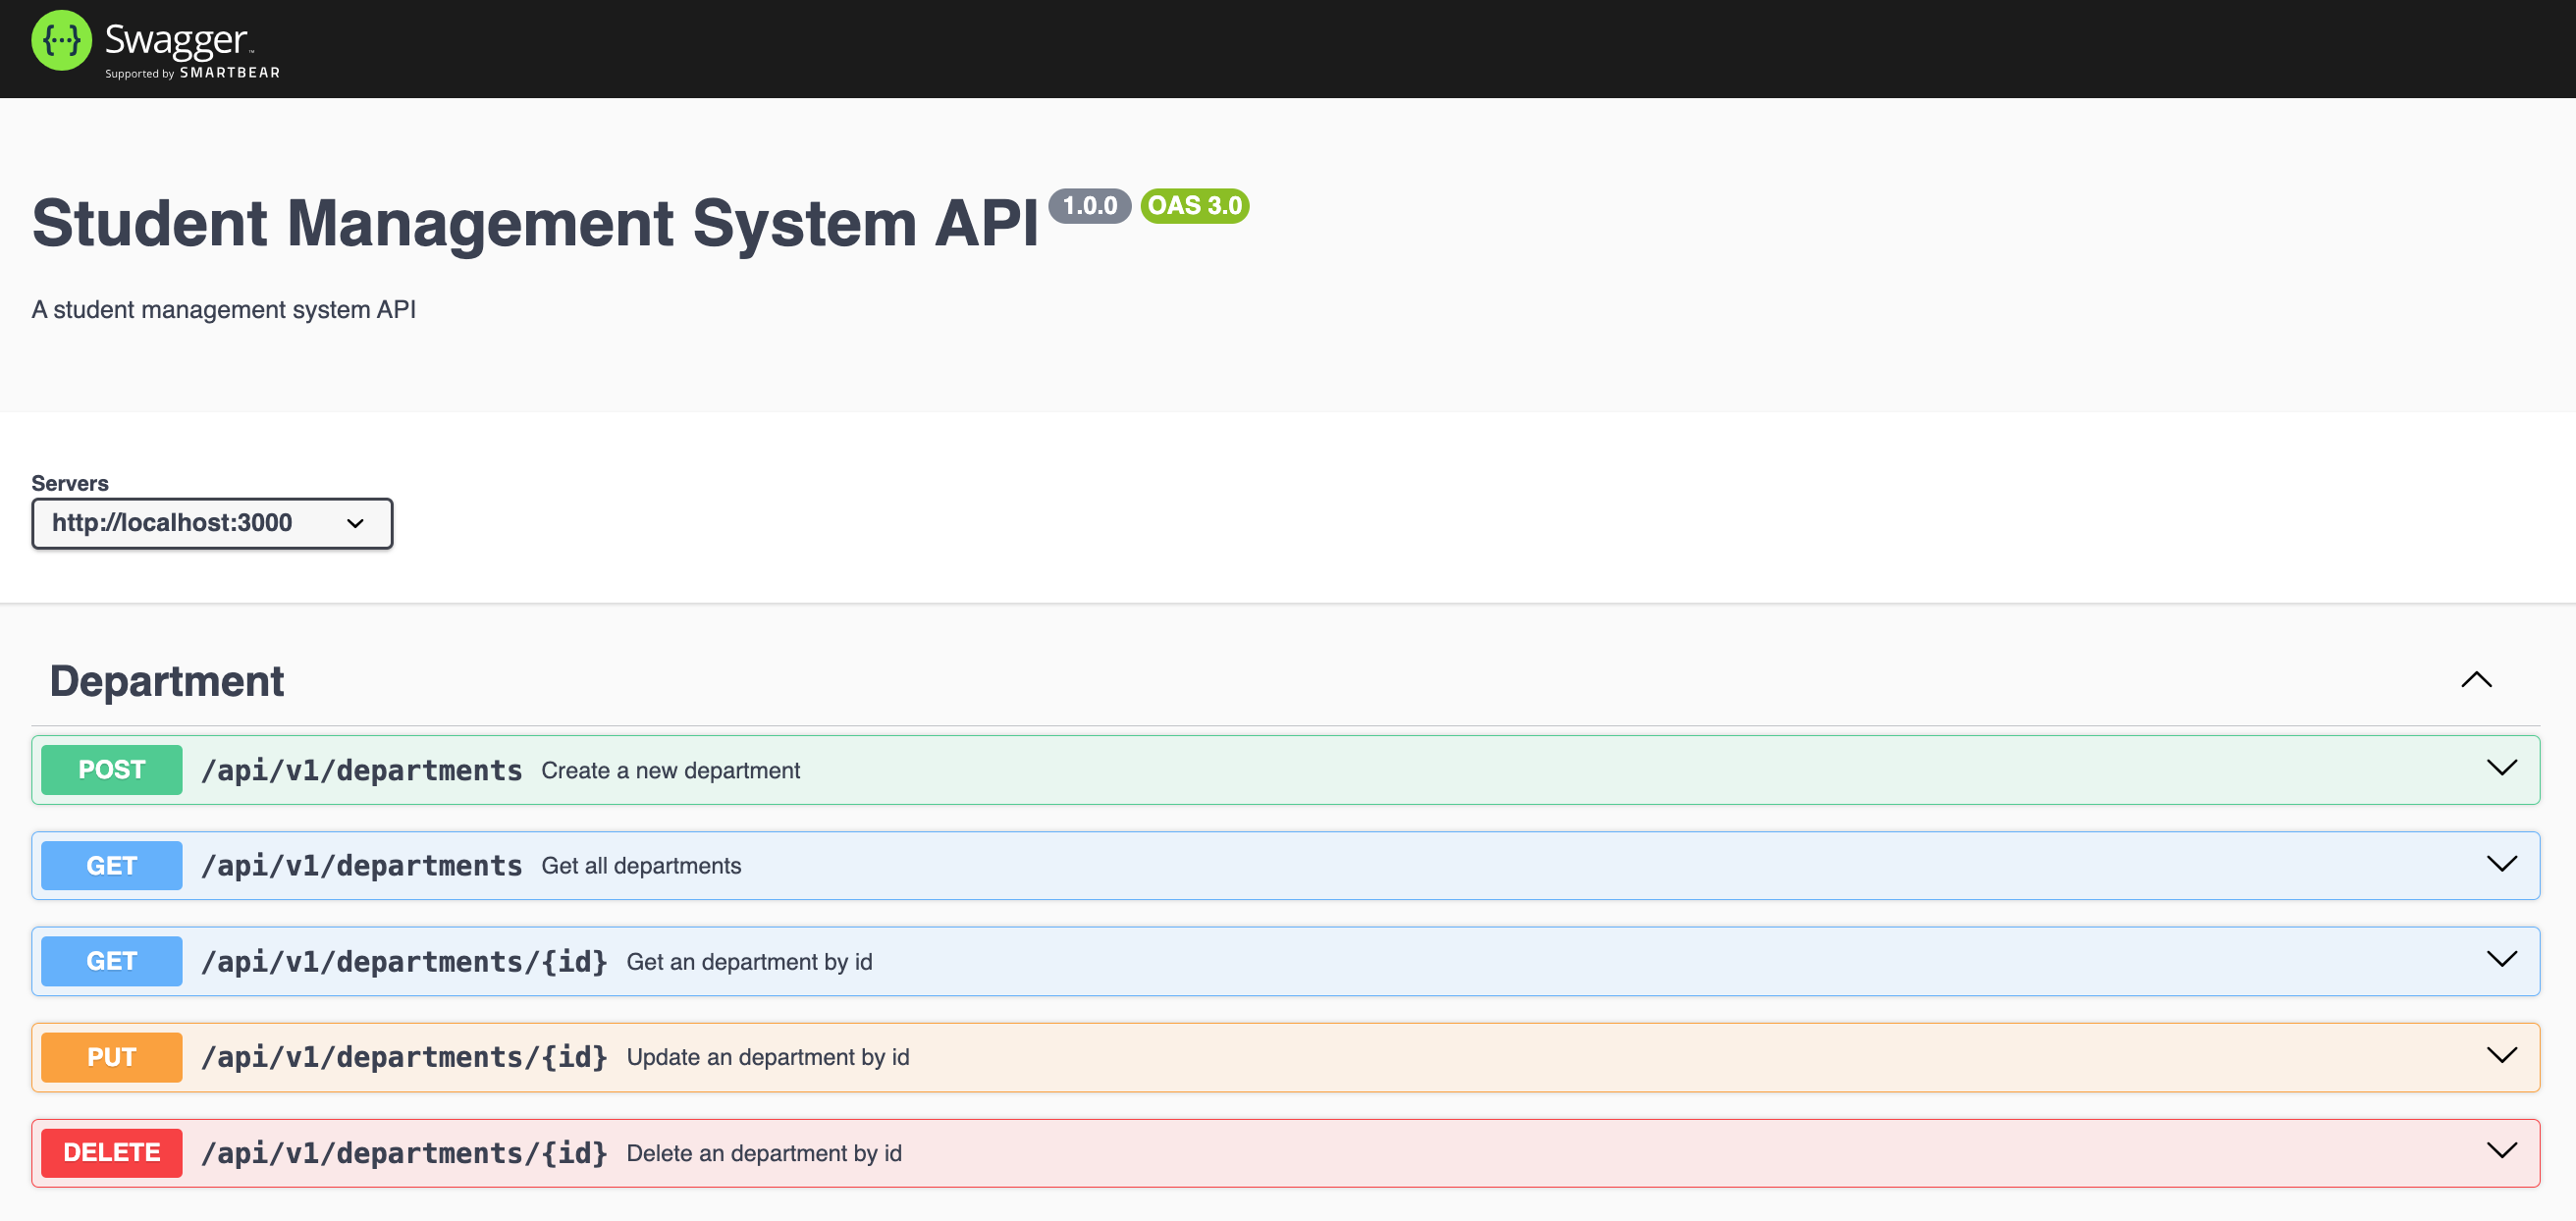 {···} Swagger™
Supported by SMARTBEAR
Student Management System API 1.0.0 OAS 3.0
A student management system API
Servers
http://localhost:3000
Department
POST /api/v1/departments Create a new department
GET /api/v1/departments Get all departments
GET /api/v1/departments/{id} Get an department by id
PUT /api/v1/departments/{id} Update an department by id
DELETE /api/v1/departments/{id} Delete an department by id